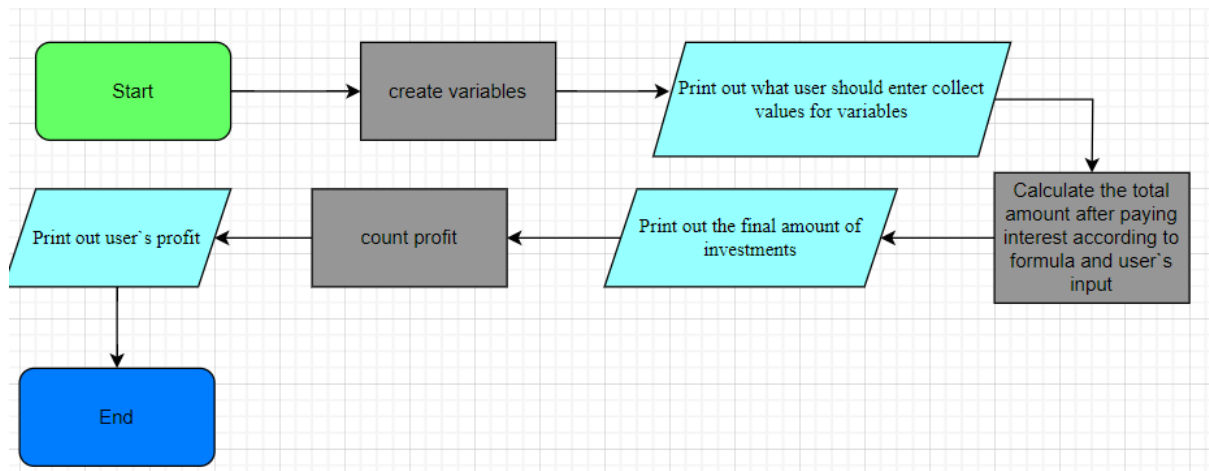 Start
create variables
Print out what user should enter collect
values for variables
Calculate the total
amount after paying
interest according to
formula and user`s
input
Print out the final amount of
investments
count profit
Print out user`s profit
End